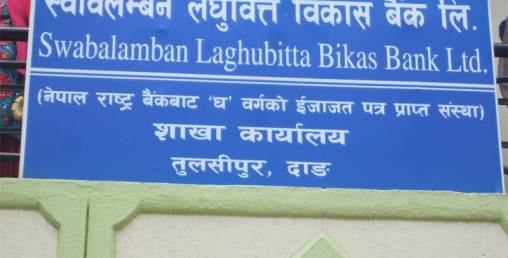 स्वावलम्बन लघुवित्त विकास बैंक लि.
Swabalamban Laghubitta Bikas Bank Ltd.
(नेपाल राष्ट्र बैंकबाट 'घ' वर्गको ईजाजत पत्र प्राप्त संस्था)
शाखा कार्यालय
तुलसीपुर, दाङ